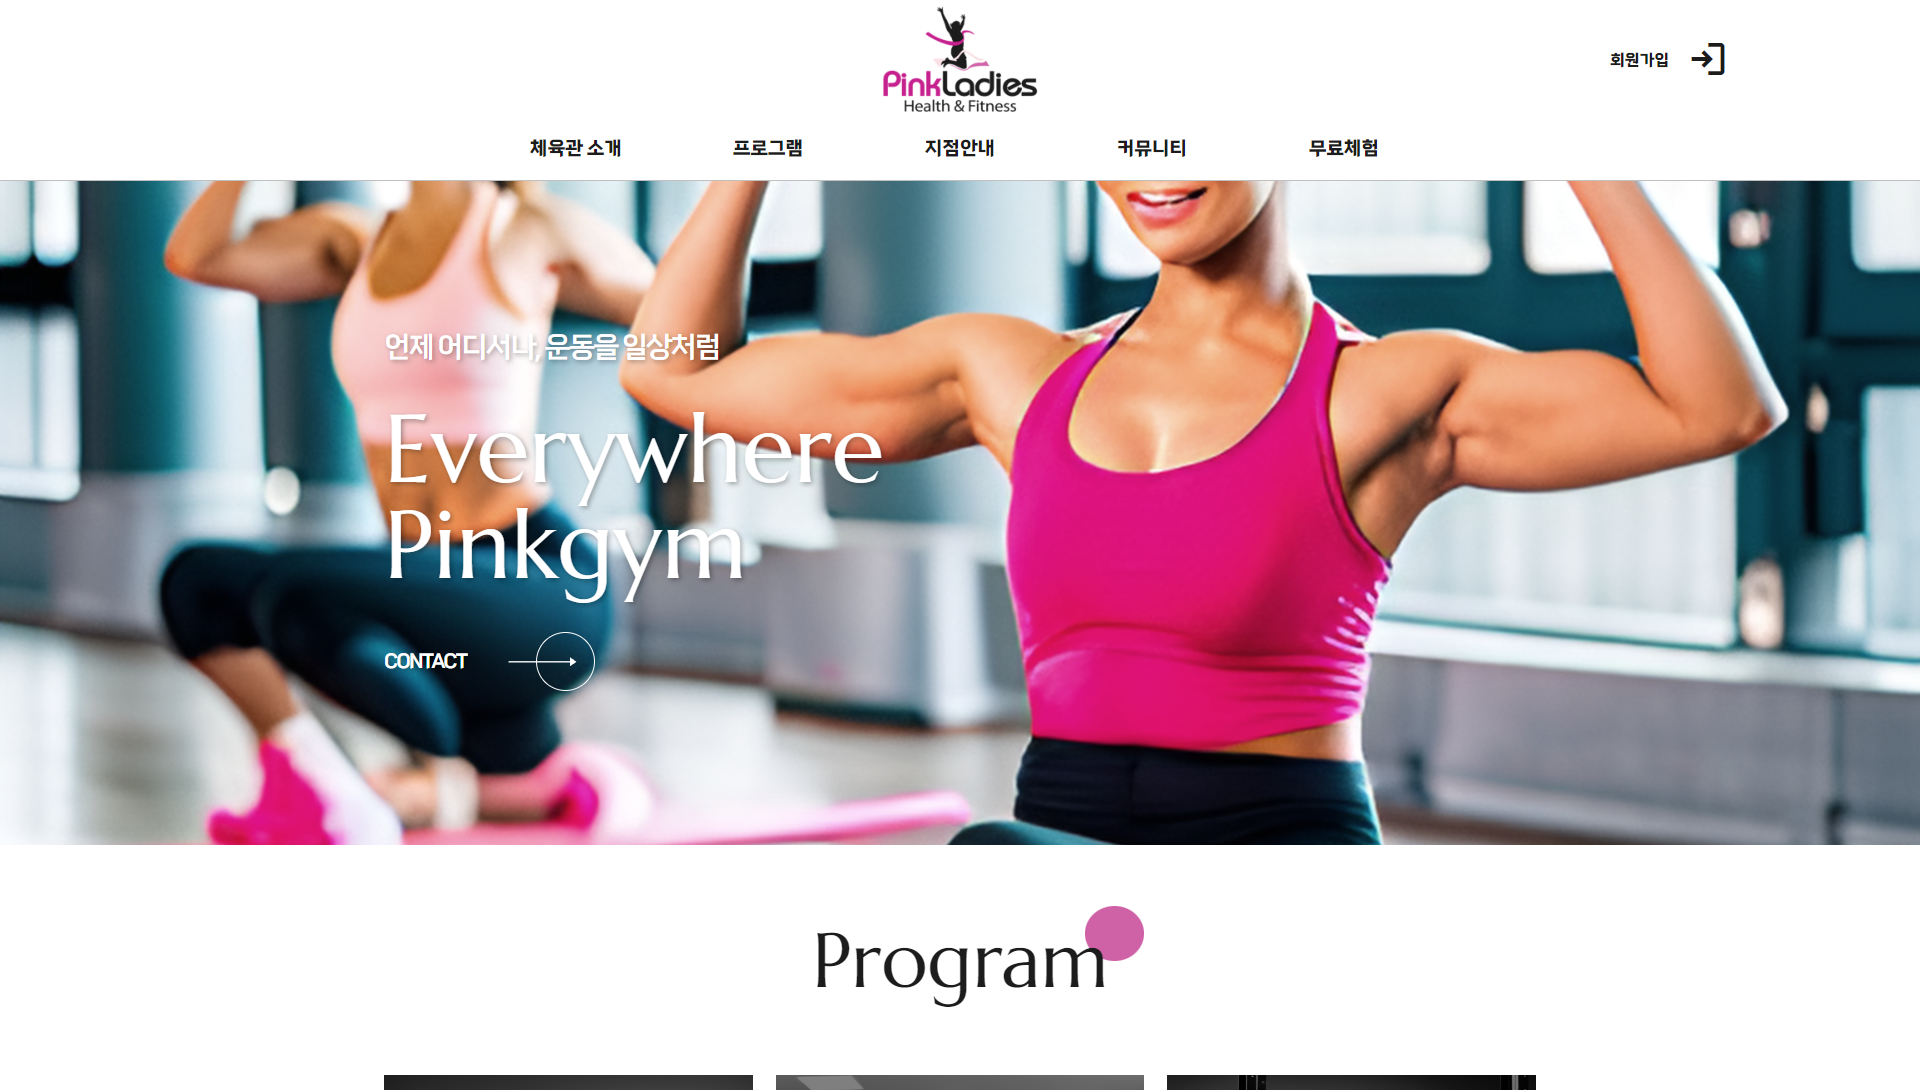 PinkLadies
Health & Fitness
회원가입
체육관 소개
프로그램
지점안내
커뮤니티
무료체험
언제 어디서나, 운동을 일상처럼
Everywhere
Pinkgym
CONTACT
Program